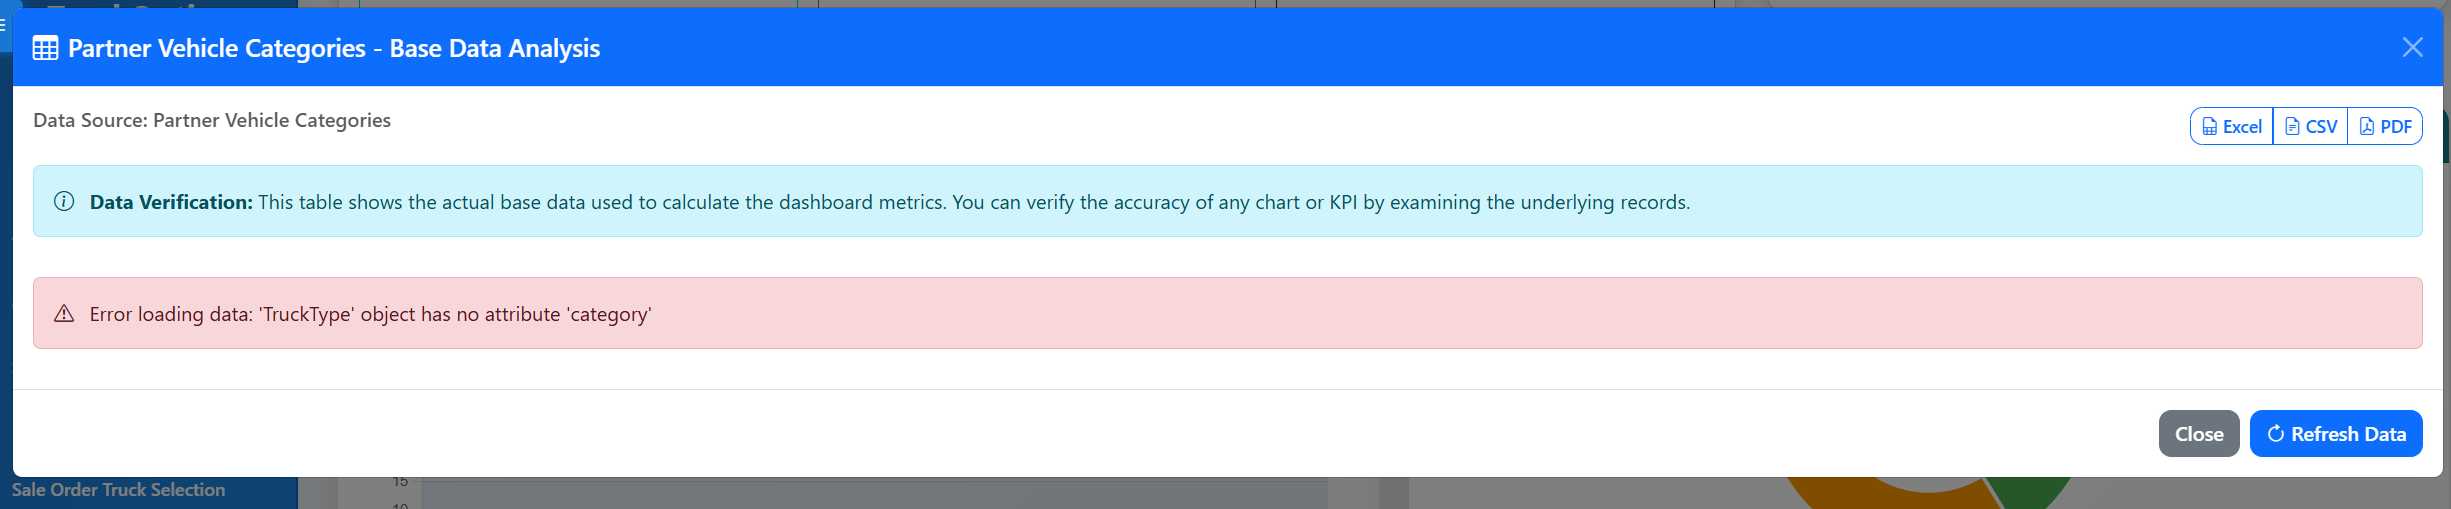 Partner Vehicle Categories - Base Data Analysis
Data Source: Partner Vehicle Categories
Excel CSV PDF
Data Verification: This table shows the actual base data used to calculate the dashboard metrics. You can verify the accuracy of any chart or KPI by examining the underlying records.
Error loading data: 'TruckType' object has no attribute 'category'
Close Refresh Data
15
Sale Order Truck Selection